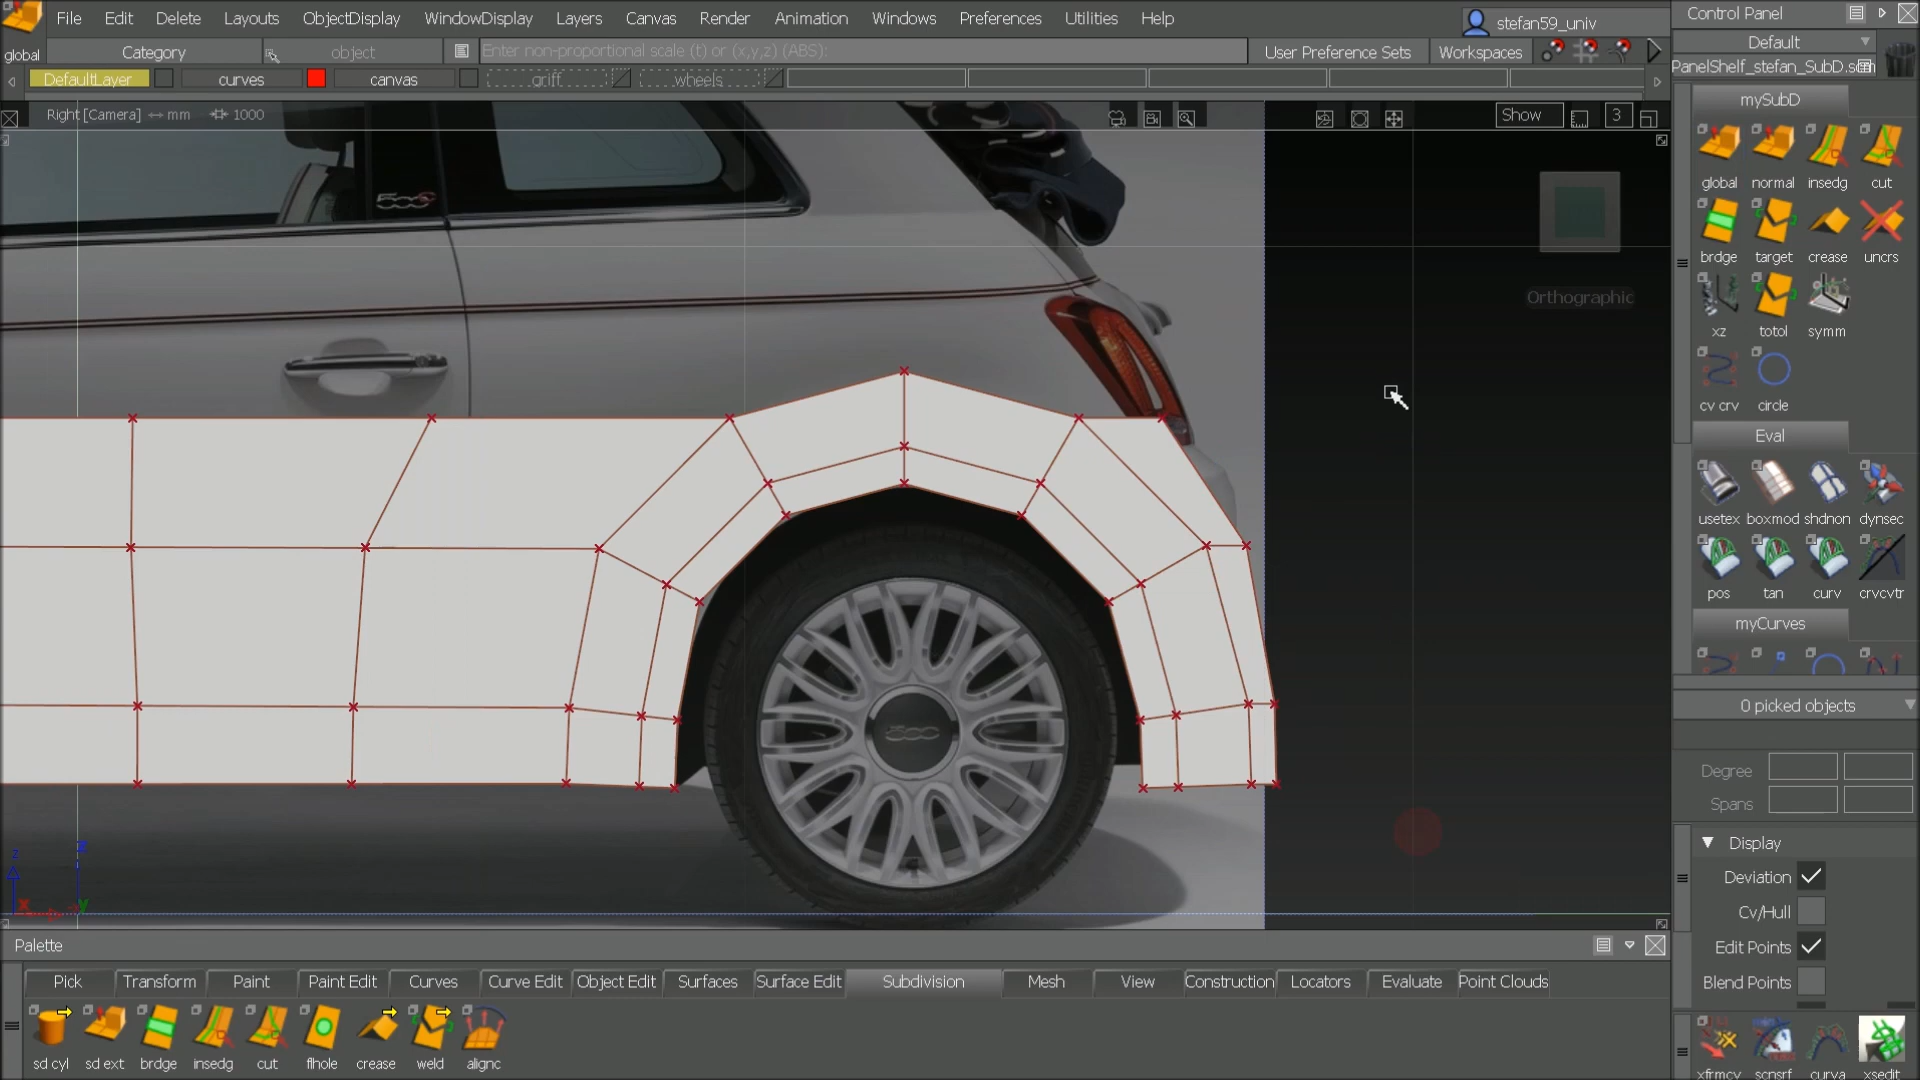 File Edit Delete Layouts ObjectDisplay WindowDisplay Layers Canvas Render Animation Windows Preferences Utilities Help
stefan59_univ
Control Panel
global Category object Enter non-proportional scale (t) or (x,y,z) (ABS): User Preference Sets Workspaces
Default
PanelShelf_stefan_SubD.scm
DefaultLayer curves canvas griff wheels
mySubD
Right [Camera] mm 1000
Show 3
global normal insedg cut
brdge target crease uncrs
Orthographic
xz totol symm
cv crv circle
Eval
usetex boxmod shdnon dynsec
pos tan curv crvcvtr
myCurves
0 picked objects
500
Degree
Spans
Display
Deviation
Cv/Hull
Edit Points
Blend Points
z
x y
Palette
Pick Transform Paint Paint Edit Curves Curve Edit Object Edit Surfaces Surface Edit Subdivision Mesh View Construction Locators Evaluate Point Clouds
sd cyl sd ext brdge insedg cut flhole crease weld alignc
xfrmcv scnsrf curva xsedit